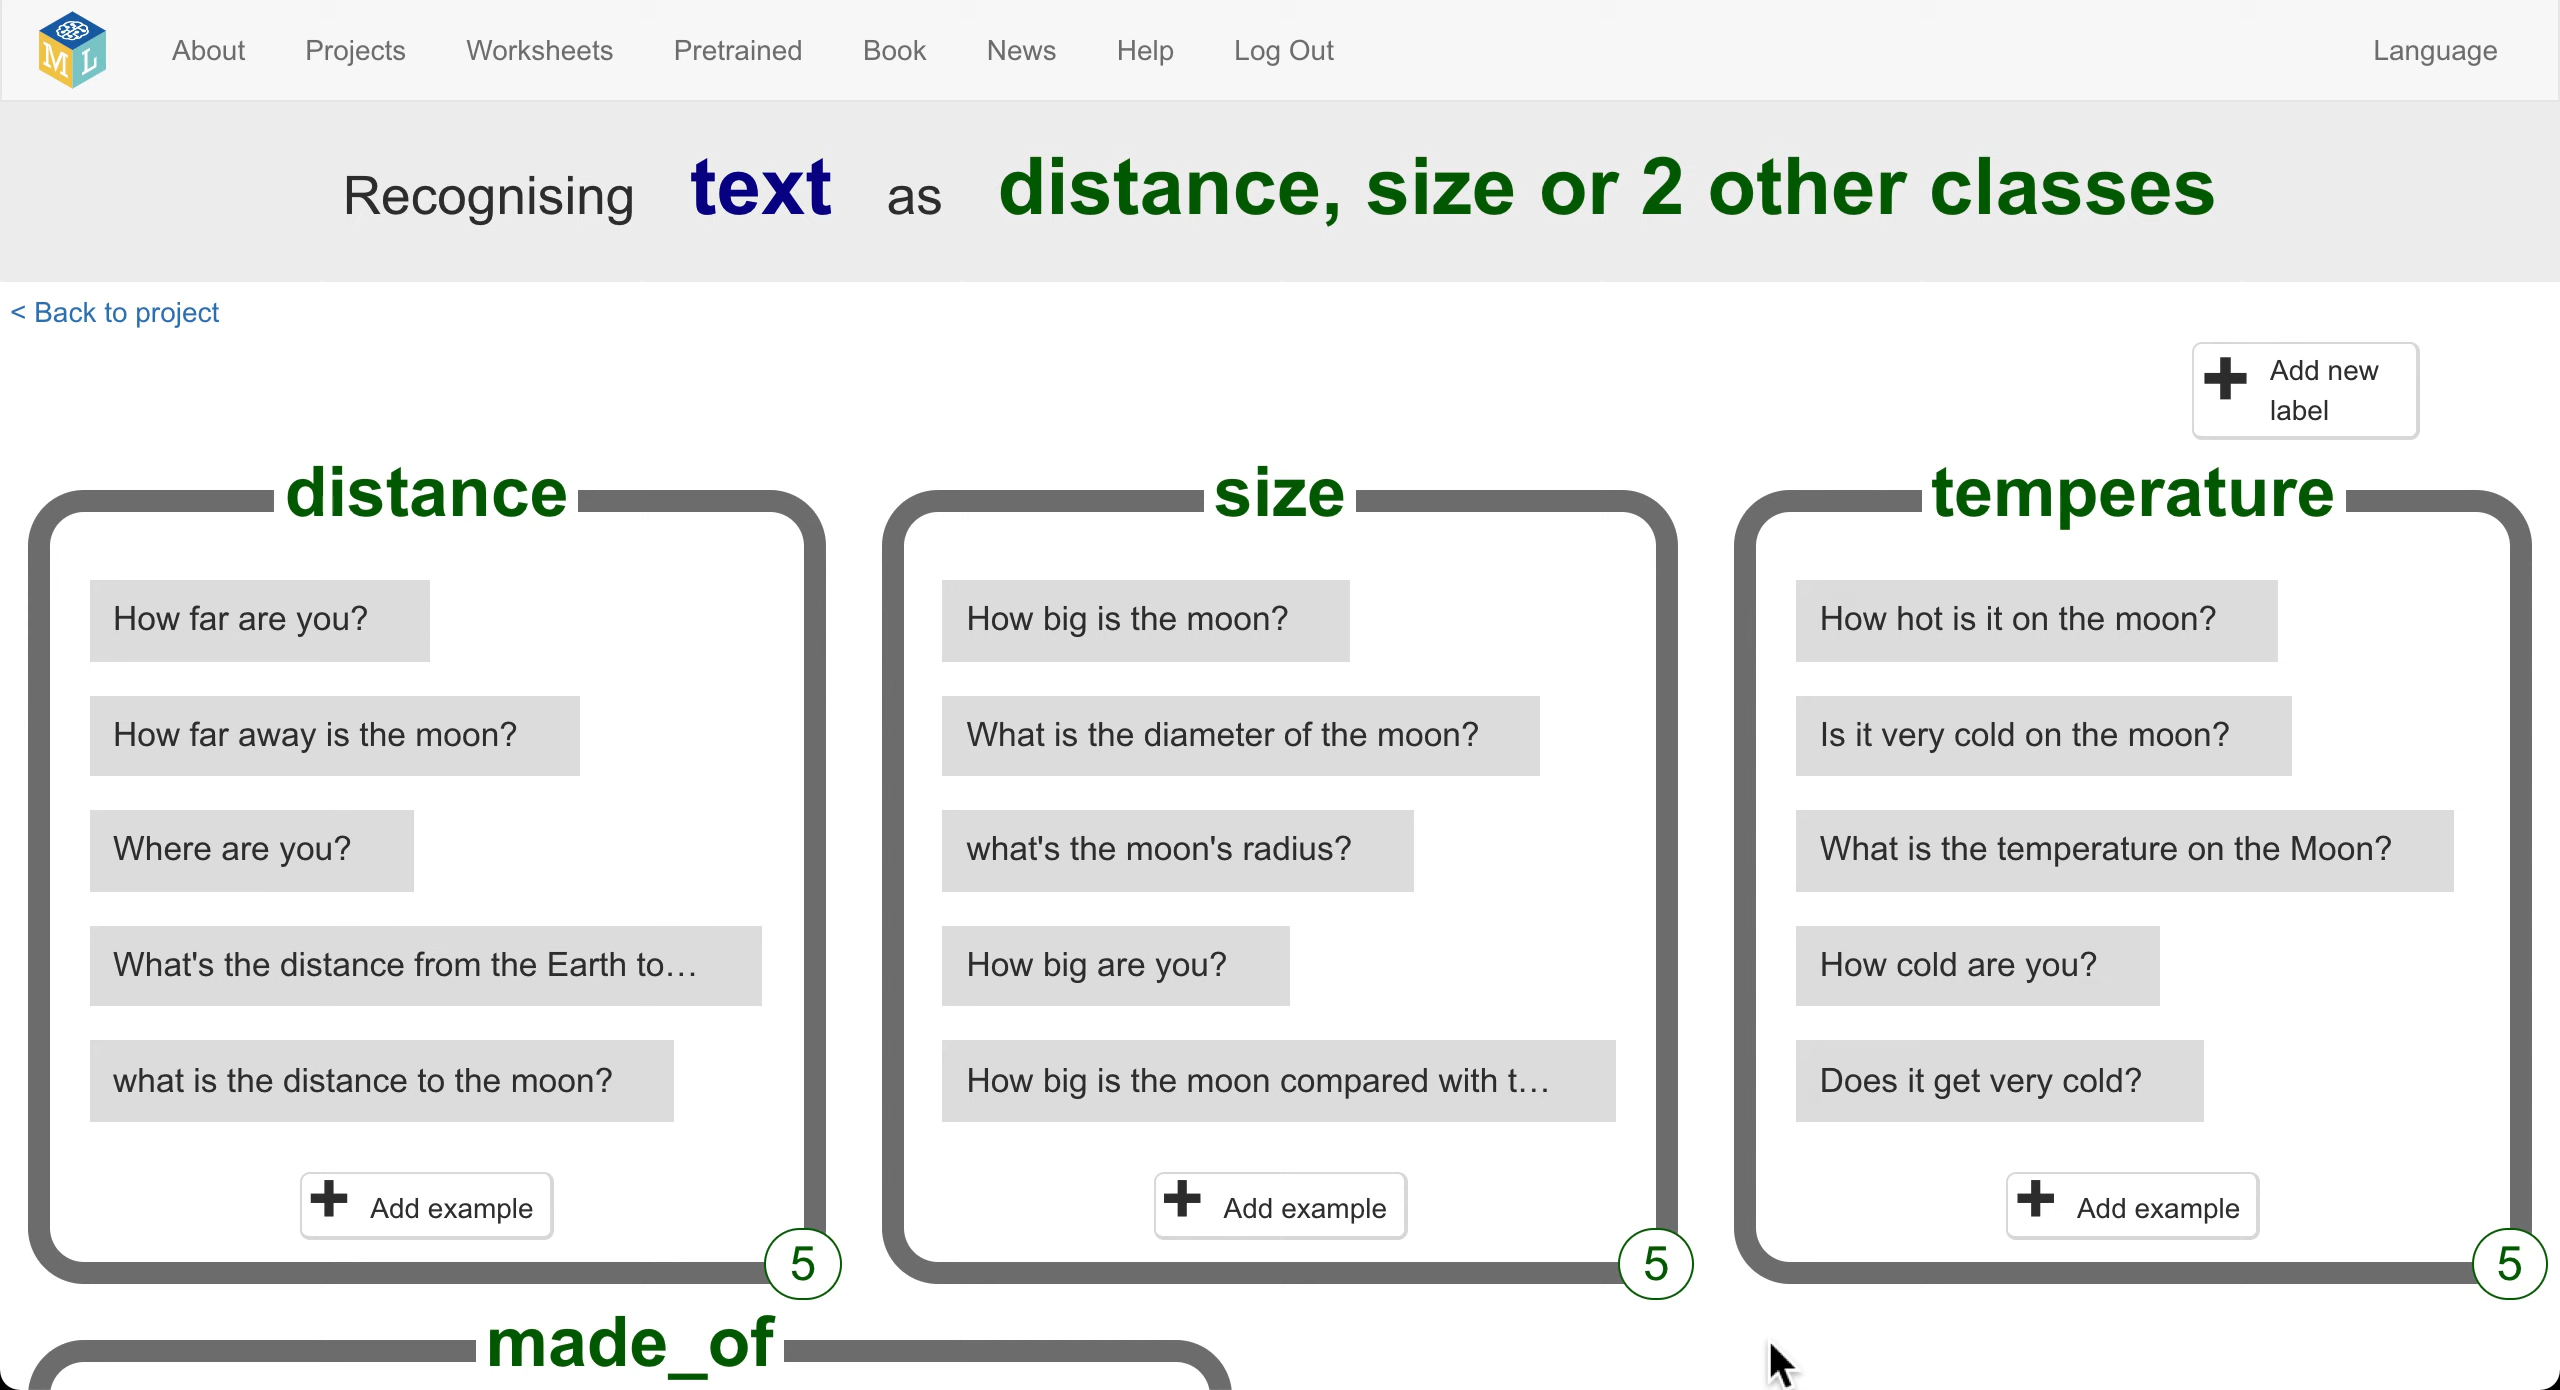 M L
About Projects Worksheets Pretrained Book News Help Log Out Language
Recognising text as distance, size or 2 other classes
< Back to project
Add new
label
distance
How far are you?
How far away is the moon?
Where are you?
What's the distance from the Earth to…
what is the distance to the moon?
Add example
5
size
How big is the moon?
What is the diameter of the moon?
what's the moon's radius?
How big are you?
How big is the moon compared with t…
Add example
5
temperature
How hot is it on the moon?
Is it very cold on the moon?
What is the temperature on the Moon?
How cold are you?
Does it get very cold?
Add example
5
made_of